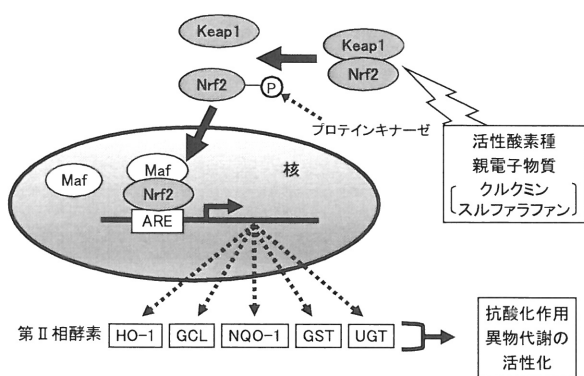 Keap1
Keap1
Nrf2
Nrf2
P
プロテインキナーゼ
活性酸素種
親電子物質
クルクミン
スルファラファン
核
Maf
Maf
Nrf2
ARE
第Ⅱ相酵素
HO-1
GCL
NQO-1
GST
UGT
抗酸化作用
異物代謝の
活性化